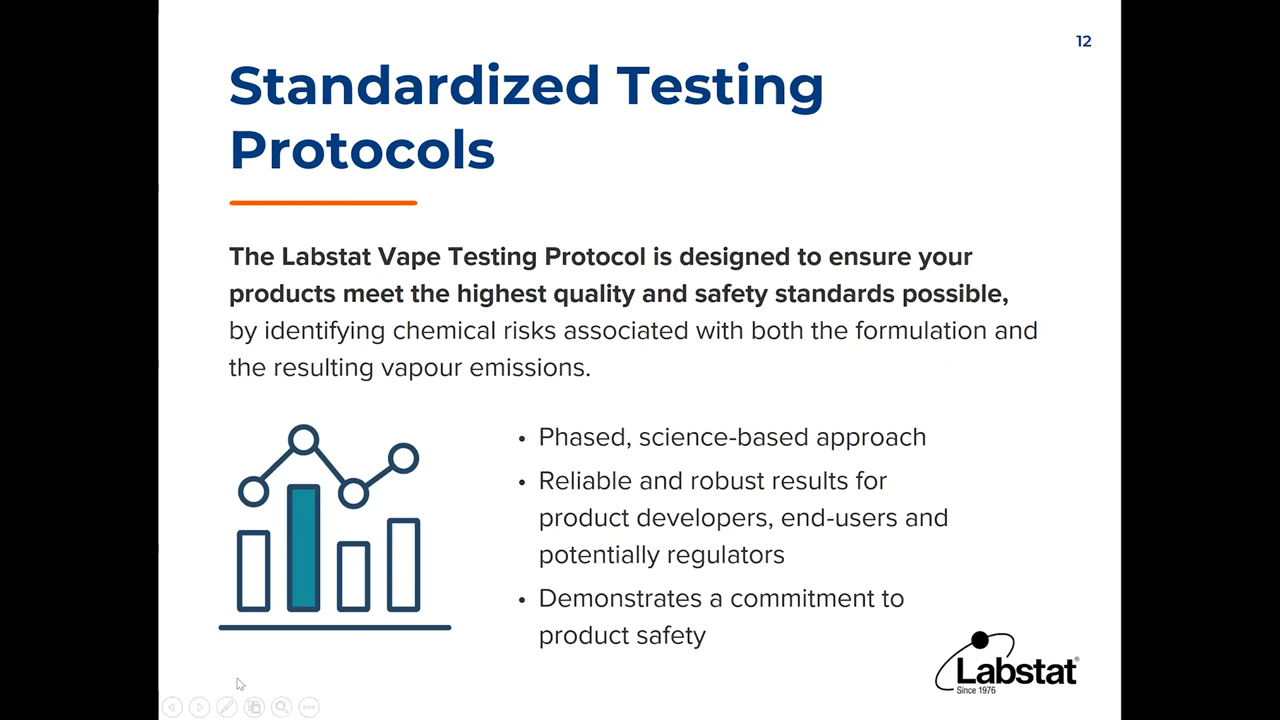 12
Standardized Testing
Protocols
The Labstat Vape Testing Protocol is designed to ensure your
products meet the highest quality and safety standards possible,
by identifying chemical risks associated with both the formulation and
the resulting vapour emissions.
• Phased, science-based approach
• Reliable and robust results for
product developers, end-users and
potentially regulators
• Demonstrates a commitment to
product safety
Labstat®
Since 1976